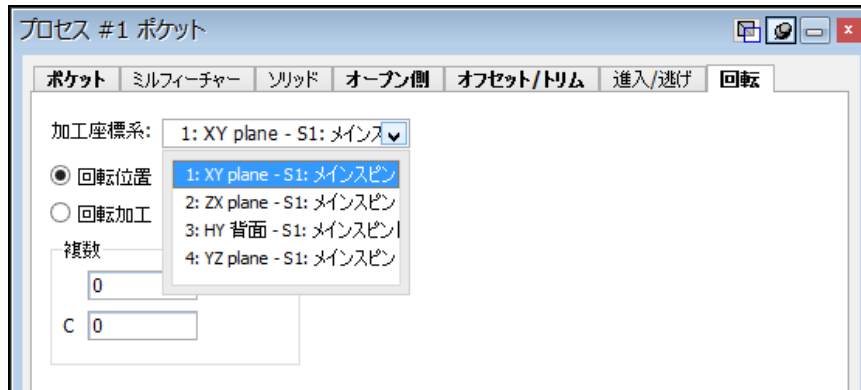 プロセス #1 ポケット
ポケット ミルフィーチャー ソリッド オープン側 オフセット/トリム 進入/逃げ 回転
加工座標系: 1: XY plane - S1: メインス
回転位置
1: XY plane - S1: メインスピン
2: ZX plane - S1: メインスピン
回転加工
3: HY 背面 - S1: メインスピン
複数
4: YZ plane - S1: メインスピン
0
C 0